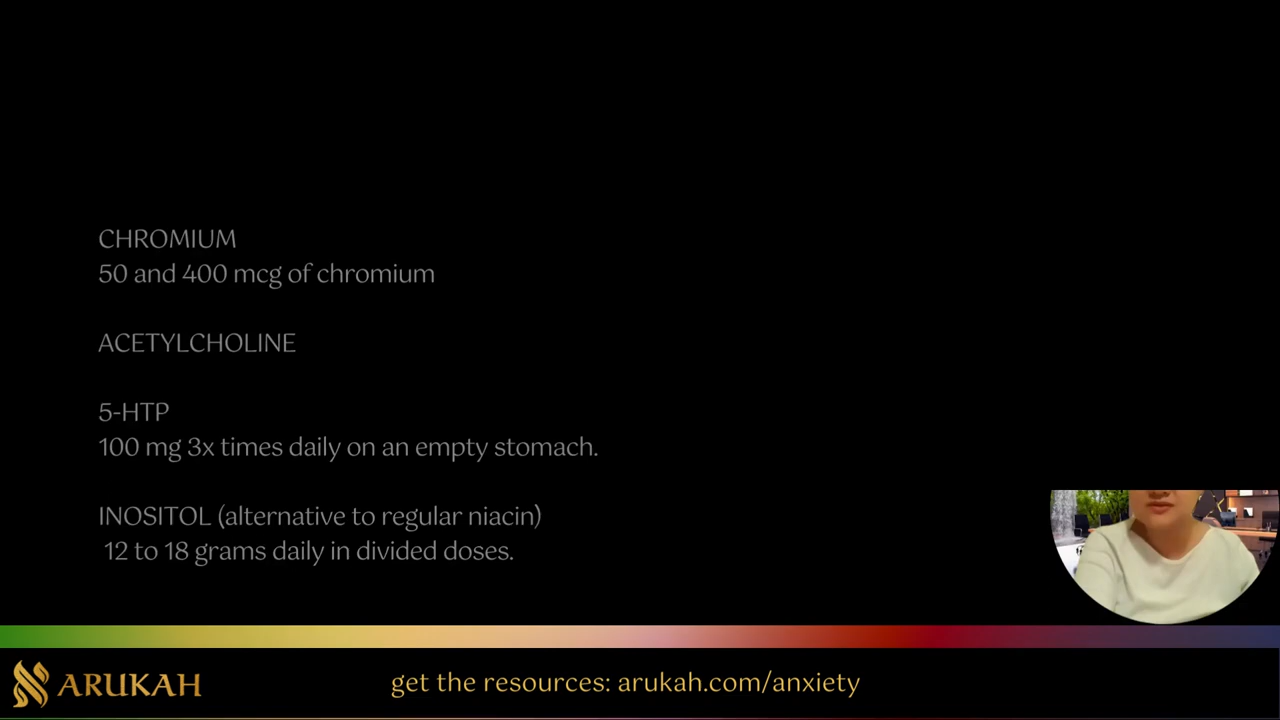 CHROMIUM
50 and 400 mcg of chromium
ACETYLCHOLINE
5-HTP
100 mg 3x times daily on an empty stomach.
INOSITOL (alternative to regular niacin)
12 to 18 grams daily in divided doses.
ARUKAH
get the resources: arukah.com/anxiety